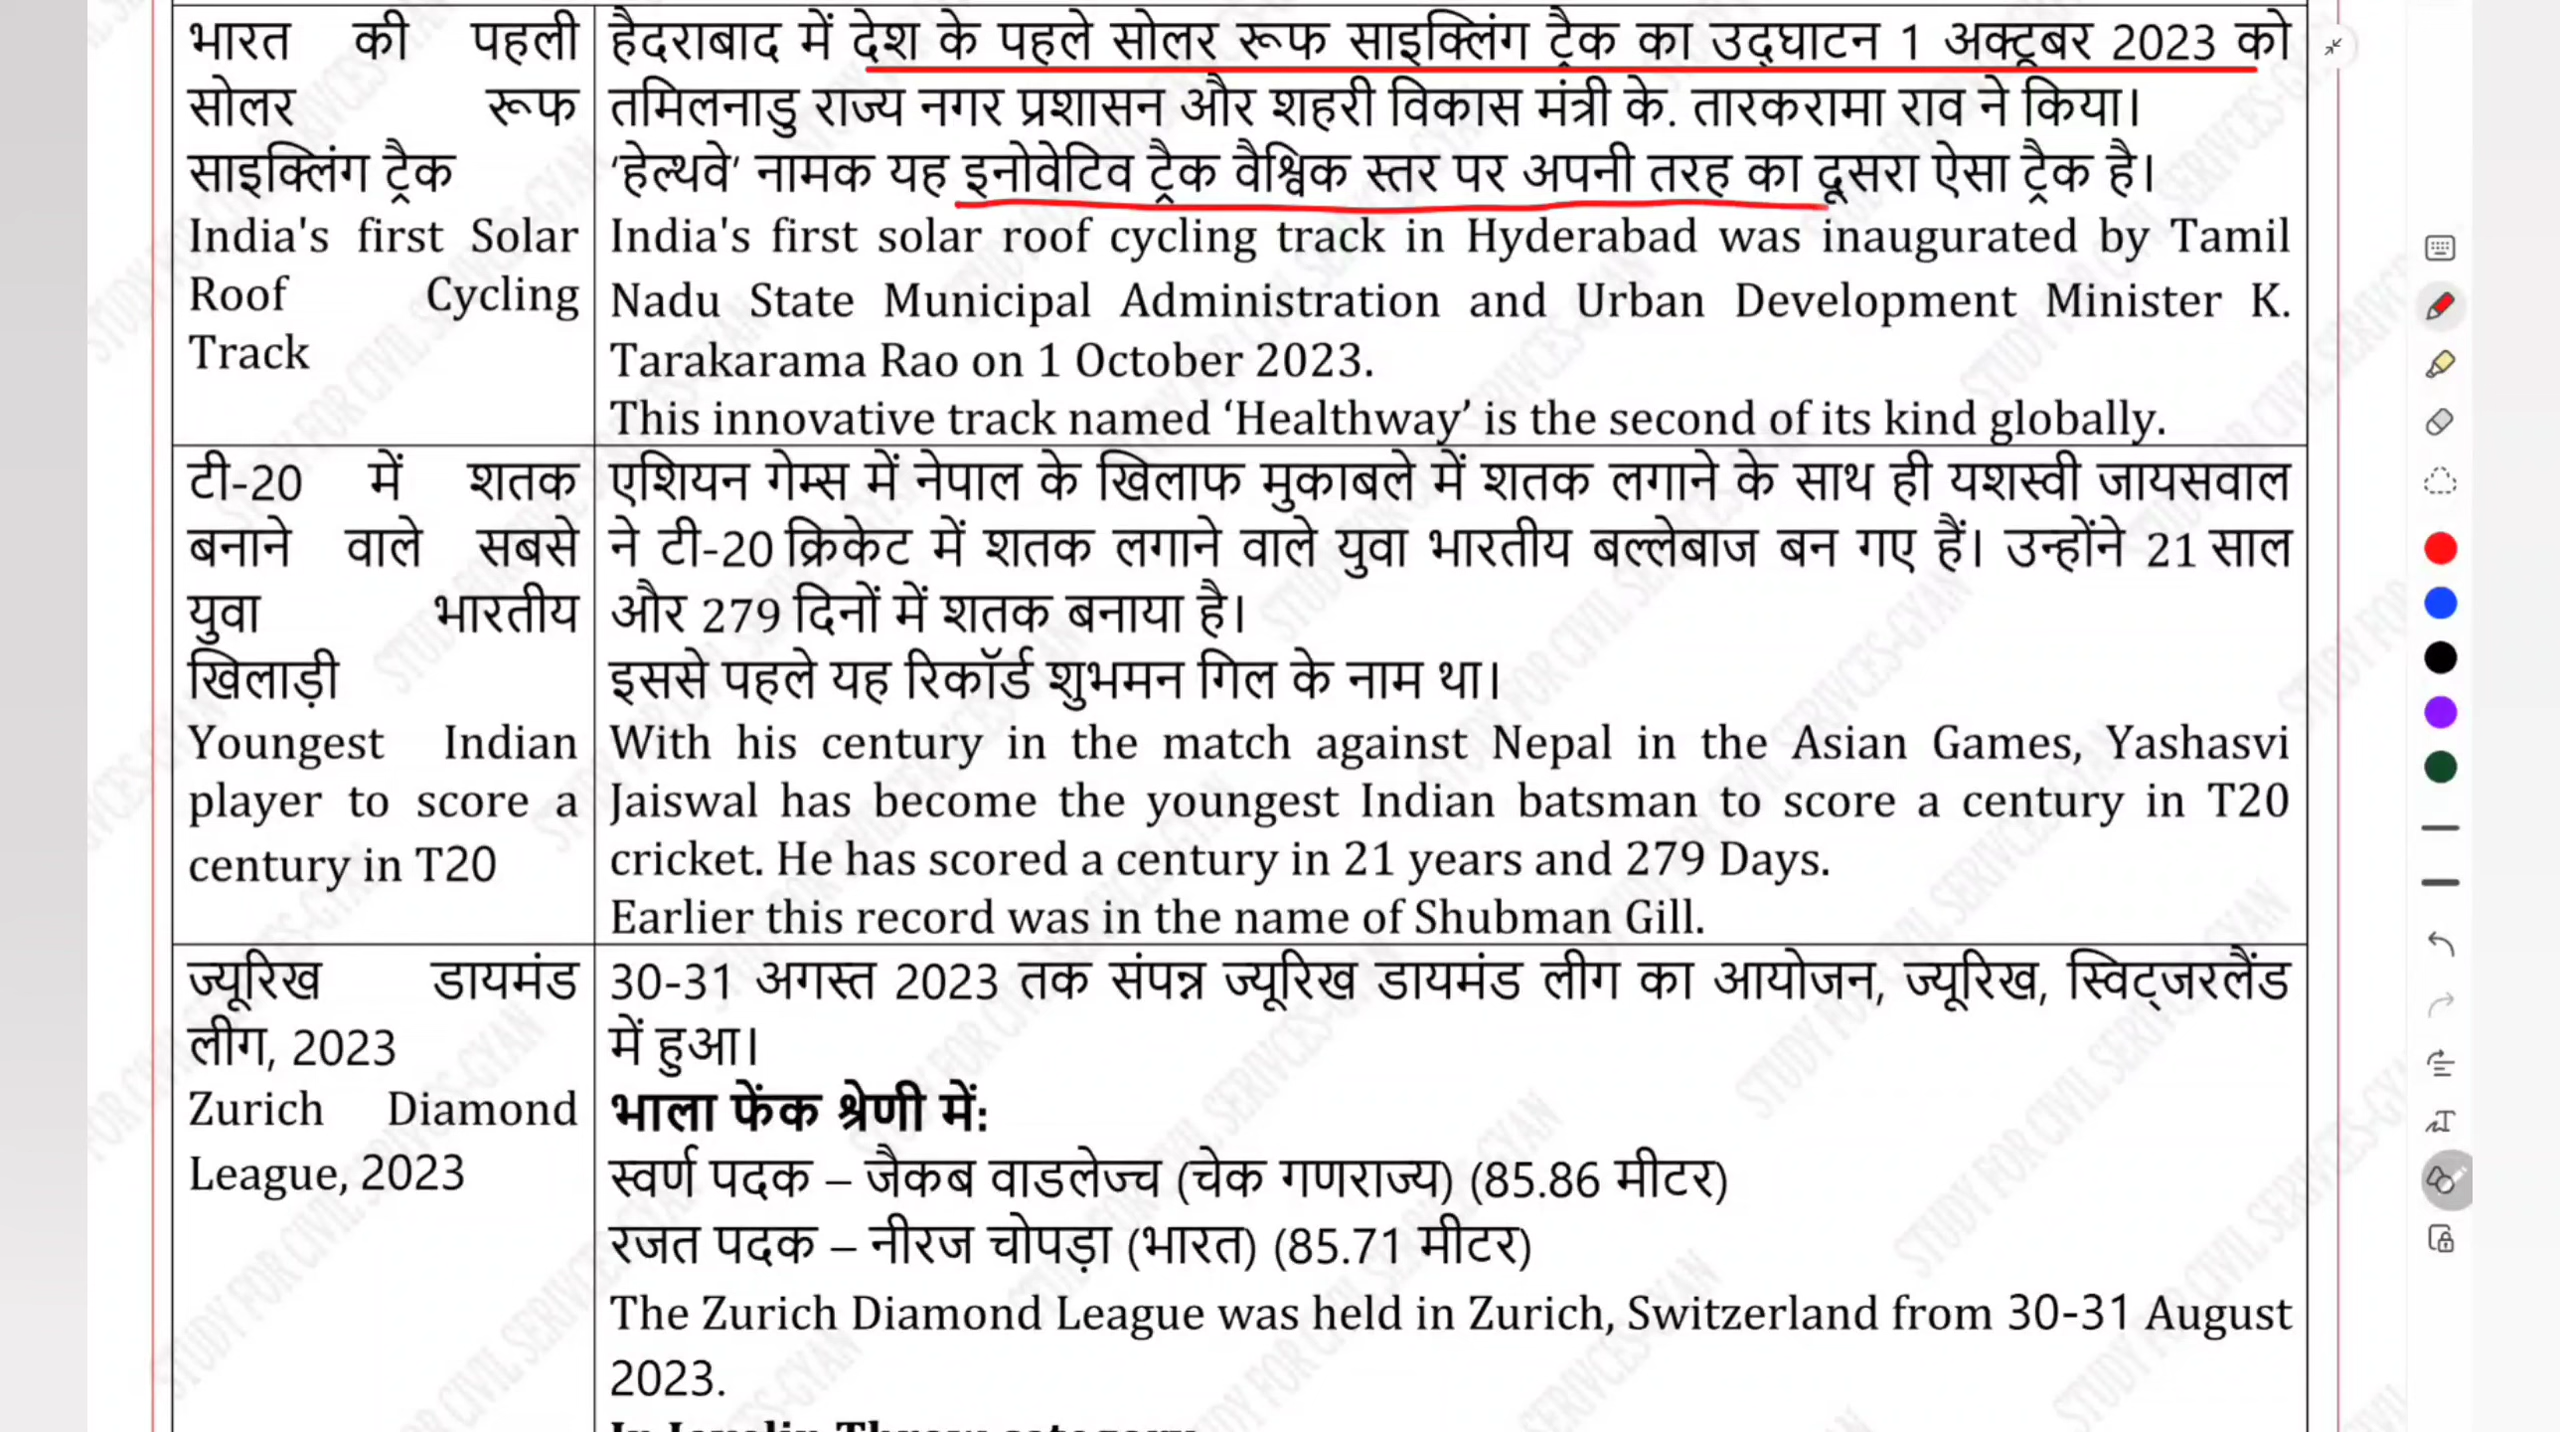 भारत की पहली
सोलर रूफ
साइक्लिंग ट्रैक
India's first Solar
Roof Cycling
Track
हैदराबाद में देश के पहले सोलर रूफ साइक्लिंग ट्रैक का उद्घाटन 1 अक्टूबर 2023 को
तमिलनाडु राज्य नगर प्रशासन और शहरी विकास मंत्री के. तारकरामा राव ने किया।
‘हेल्थवे’ नामक यह इनोवेटिव ट्रैक वैश्विक स्तर पर अपनी तरह का दूसरा ऐसा ट्रैक है।
India's first solar roof cycling track in Hyderabad was inaugurated by Tamil
Nadu State Municipal Administration and Urban Development Minister K.
Tarakarama Rao on 1 October 2023.
This innovative track named ‘Healthway’ is the second of its kind globally.
टी-20 में शतक
बनाने वाले सबसे
युवा भारतीय
खिलाड़ी
Youngest Indian
player to score a
century in T20
एशियन गेम्स में नेपाल के खिलाफ मुकाबले में शतक लगाने के साथ ही यशस्वी जायसवाल
ने टी-20 क्रिकेट में शतक लगाने वाले युवा भारतीय बल्लेबाज बन गए हैं। उन्होंने 21 साल
और 279 दिनों में शतक बनाया है।
इससे पहले यह रिकॉर्ड शुभमन गिल के नाम था।
With his century in the match against Nepal in the Asian Games, Yashasvi
Jaiswal has become the youngest Indian batsman to score a century in T20
cricket. He has scored a century in 21 years and 279 Days.
Earlier this record was in the name of Shubman Gill.
ज्यूरिख डायमंड
लीग, 2023
Zurich Diamond
League, 2023
30-31 अगस्त 2023 तक संपन्न ज्यूरिख डायमंड लीग का आयोजन, ज्यूरिख, स्विट्जरलैंड
में हुआ।
भाला फेंक श्रेणी में:
स्वर्ण पदक – जैकब वाडलेज्च (चेक गणराज्य) (85.86 मीटर)
रजत पदक – नीरज चोपड़ा (भारत) (85.71 मीटर)
The Zurich Diamond League was held in Zurich, Switzerland from 30-31 August
2023.
In Javelin Throw category
STUDY FOR CIVIL SERIVCES-GYAN